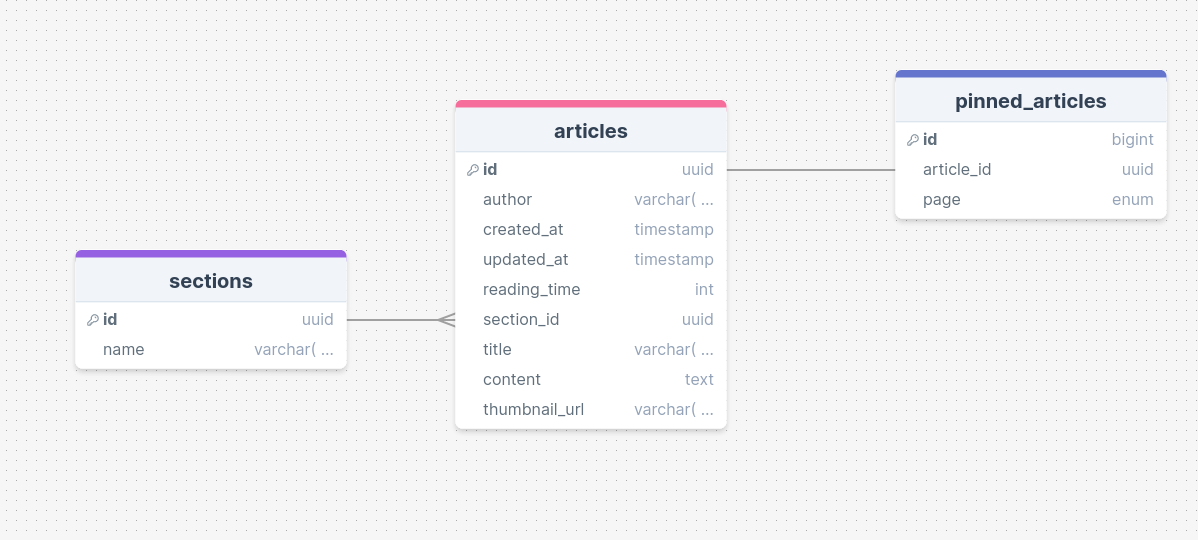 sections
id uuid
name varchar( ...
articles
id uuid
author varchar( ...
created_at timestamp
updated_at timestamp
reading_time int
section_id uuid
title varchar( ...
content text
thumbnail_url varchar( ...
pinned_articles
id bigint
article_id uuid
page enum